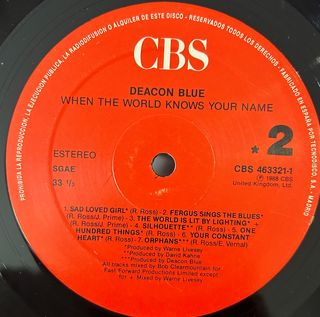 PROHIBIDA LA REPRODUCCION, LA EJECUCION PUBLICA, LA RADIODIFUSION O ALQUILER DE ESTE DISCO - RESERVADOS TODOS LOS DERECHOS - FABRICADO EN ESPAÑA POR TECNODISCO, S.A. - MADRID
CBS
DEACON BLUE
WHEN THE WORLD KNOWS YOUR NAME
* 2
ESTEREO
SGAE
33 1/3
CBS 463321-1
Ⓟ 1988 CBS
United Kingdom, Ltd.
1. SAD LOVED GIRL* (R. Ross) - 2. FERGUS SINGS THE BLUES*
(R. Ross/J. Prime) - 3. THE WORLD IS LIT BY LIGHTING* +
(R. Ross/J. Prime) - 4. SILHOUETTE** (R. Ross) - 5. ONE
HUNDRED THINGS* (R. Ross) - 6. YOUR CONSTANT
HEART* (R. Ross) - 7. ORPHANS*** (R. Ross/E. Vernal)
*Produced by Warne Livesey
**Produced by David Kahne
***Produced by Deacon Blue
All tracks mixed by Bob Clearmountain for
Fast Forward Productions Limited except
for +. Mixed by Warne Livesey